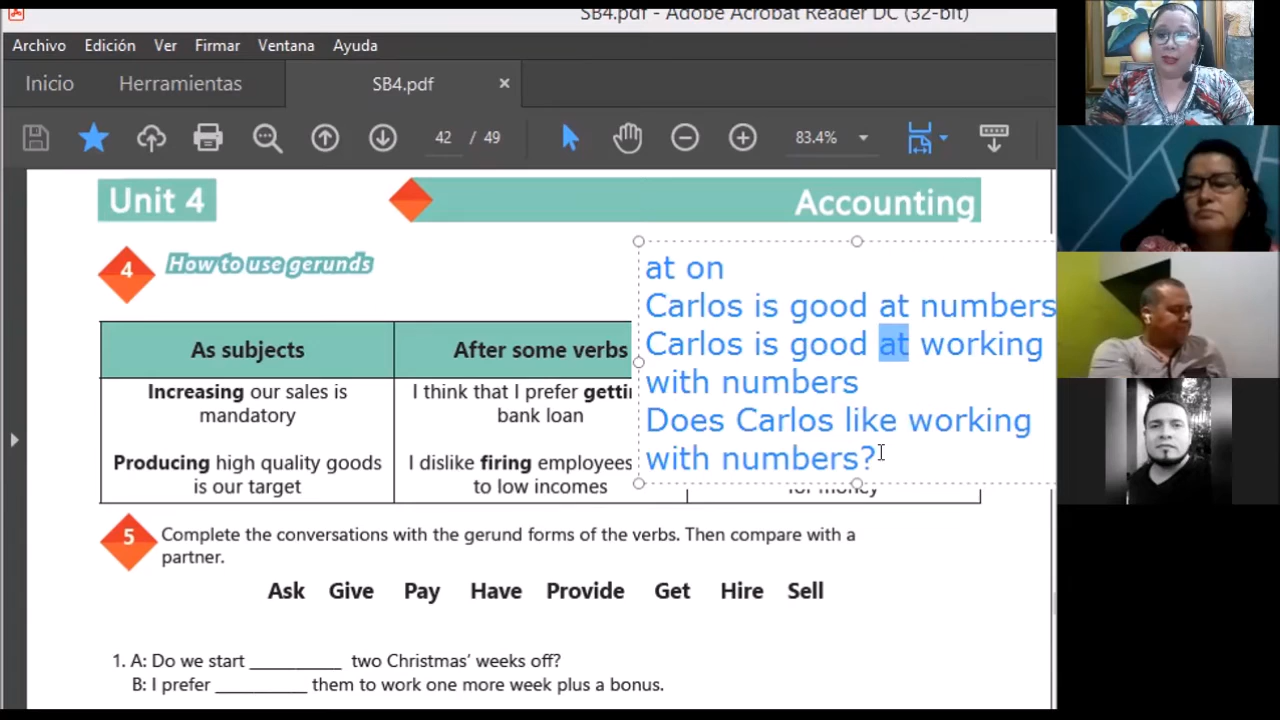 SB4.pdf - Adobe Acrobat Reader DC (32-bit)
Archivo Edición Ver Firmar Ventana Ayuda
Inicio Herramientas SB4.pdf ×
42 / 49 83.4%
Unit 4 Accounting
4 How to use gerunds
at on
Carlos is good at numbers
Carlos is good at working
with numbers
Does Carlos like working
with numbers?
As subjects After some verbs
Increasing our sales is
mandatory
Producing high quality goods
is our target
I think that I prefer
bank loan
I dislike firing employees
to low incomes
for money
5 Complete the conversations with the gerund forms of the verbs. Then compare with a
partner.
Ask Give Pay Have Provide Get Hire Sell
1. A: Do we start __________ two Christmas’ weeks off?
B: I prefer __________ them to work one more week plus a bonus.